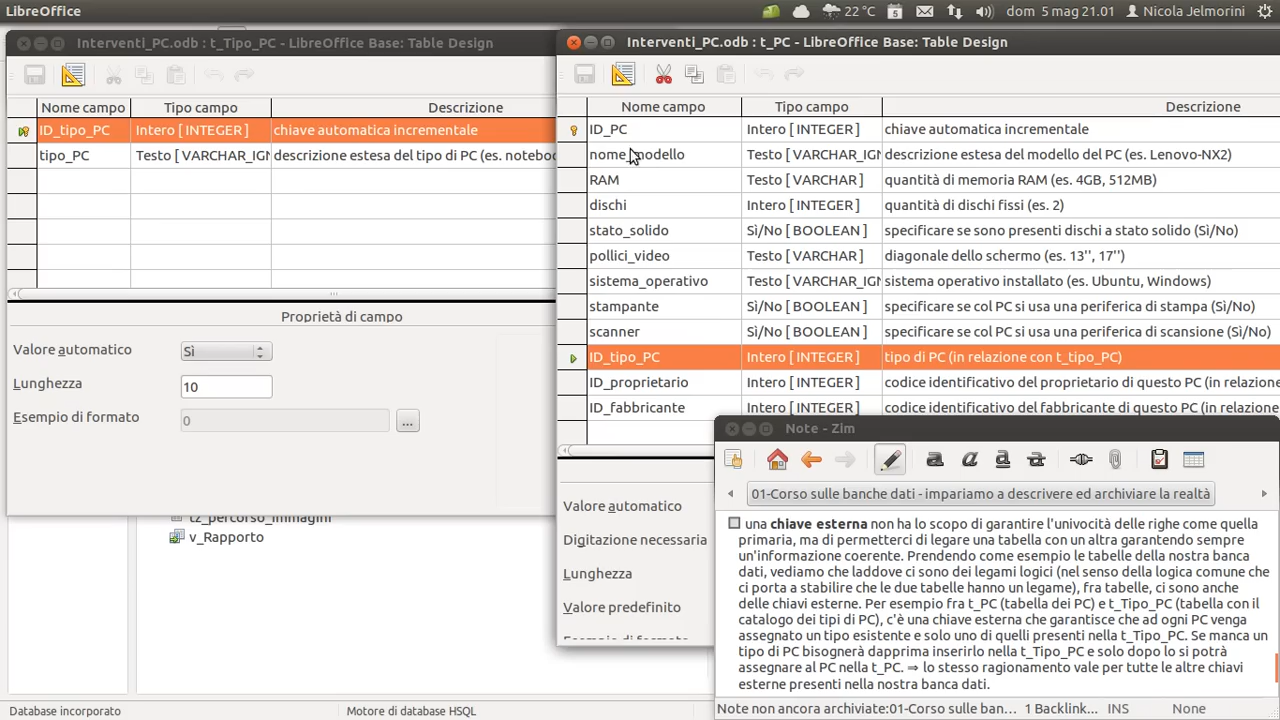 LibreOffice
22 °C
5
dom 5 mag 21.01
Nicola Jelmorini
Interventi_PC.odb : t_Tipo_PC - LibreOffice Base: Table Design
Nome campo Tipo campo Descrizione
ID_tipo_PC Intero [ INTEGER ] chiave automatica incrementale
tipo_PC Testo [ VARCHAR_IGN descrizione estesa del tipo di PC (es. notebo
Proprietà di campo
Valore automatico Sì
Lunghezza 10
Esempio di formato 0 ...
tz_percorso_immagini
v_Rapporto
Database incorporato Motore di database HSQL
Interventi_PC.odb : t_PC - LibreOffice Base: Table Design
Nome campo Tipo campo Descrizione
ID_PC Intero [ INTEGER ] chiave automatica incrementale
nome_modello Testo [ VARCHAR_IGN descrizione estesa del modello del PC (es. Lenovo-NX2)
RAM Testo [ VARCHAR ] quantità di memoria RAM (es. 4GB, 512MB)
dischi Intero [ INTEGER ] quantità di dischi fissi (es. 2)
stato_solido Sì/No [ BOOLEAN ] specificare se sono presenti dischi a stato solido (Sì/No)
pollici_video Testo [ VARCHAR ] diagonale dello schermo (es. 13'', 17'')
sistema_operativo Testo [ VARCHAR_IGN sistema operativo installato (es. Ubuntu, Windows)
stampante Sì/No [ BOOLEAN ] specificare se col PC si usa una periferica di stampa (Sì/No)
scanner Sì/No [ BOOLEAN ] specificare se col PC si usa una periferica di scansione (Sì/No)
ID_tipo_PC Intero [ INTEGER ] tipo di PC (in relazione con t_tipo_PC)
ID_proprietario Intero [ INTEGER ] codice identificativo del proprietario di questo PC (in relazione
ID_fabbricante Intero [ INTEGER ] codice identificativo del fabbricante di questo PC (in relazione
Valore automatico
Digitazione necessaria
Lunghezza
Valore predefinito
Esempio di formato
Note - Zim
01-Corso sulle banche dati - impariamo a descrivere ed archiviare la realtà
una chiave esterna non ha lo scopo di garantire l'univocità delle righe come quella
primaria, ma di permetterci di legare una tabella con un altra garantendo sempre
un'informazione coerente. Prendendo come esempio le tabelle della nostra banca
dati, vediamo che laddove ci sono dei legami logici (nel senso della logica comune che
ci porta a stabilire che le due tabelle hanno un legame), fra tabelle, ci sono anche
delle chiavi esterne. Per esempio fra t_PC (tabella dei PC) e t_Tipo_PC (tabella con il
catalogo dei tipi di PC), c'è una chiave esterna che garantisce che ad ogni PC venga
assegnato un tipo esistente e solo uno di quelli presenti nella t_Tipo_PC. Se manca un
tipo di PC bisognerà dapprima inserirlo nella t_Tipo_PC e solo dopo lo si potrà
assegnare al PC nella t_PC. ⇒ lo stesso ragionamento vale per tutte le altre chiavi
esterne presenti nella nostra banca dati.
Note non ancora archiviate:01-Corso sulle ban... 1 Backlink... INS None